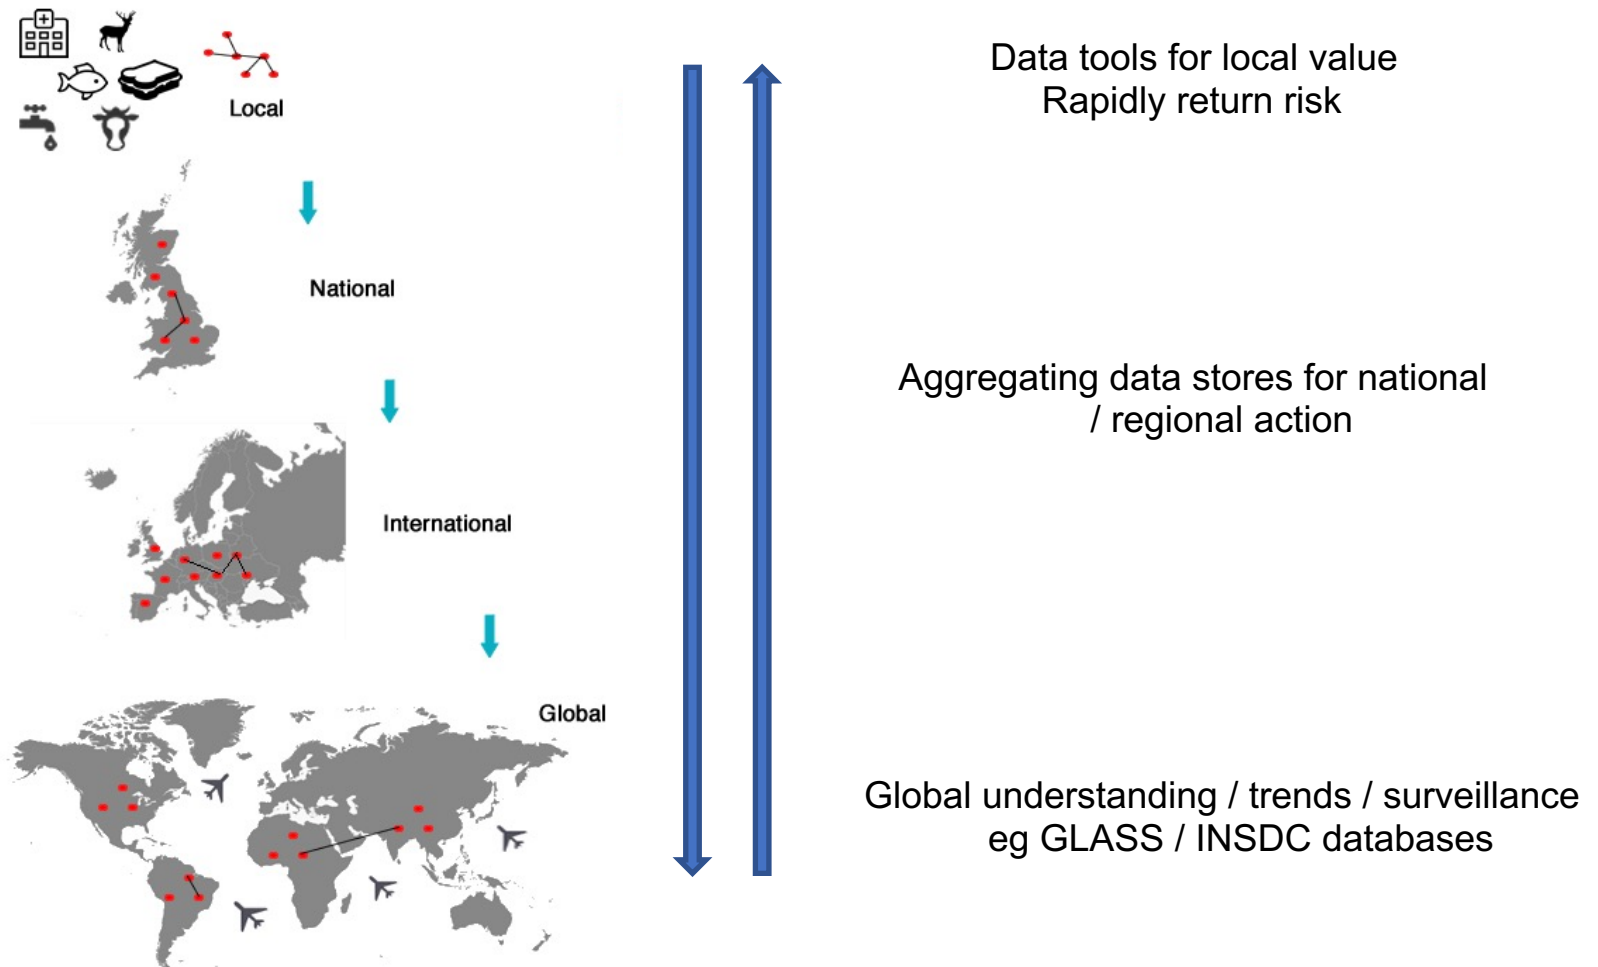 Local
National
International
Global
Data tools for local value
Rapidly return risk
Aggregating data stores for national
/ regional action
Global understanding / trends / surveillance
eg GLASS / INSDC databases